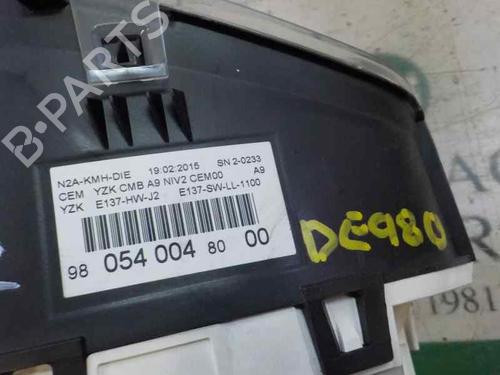 B-PARTS
N2A-KMH-DIE 19:02:2015 SN 2-0233
CEM YZK CMB A9 NIV2 CEM00 A9
YZK E137-HW-J2 E137-SW-LL-1100
98 054 004 80 00
DE980
1981